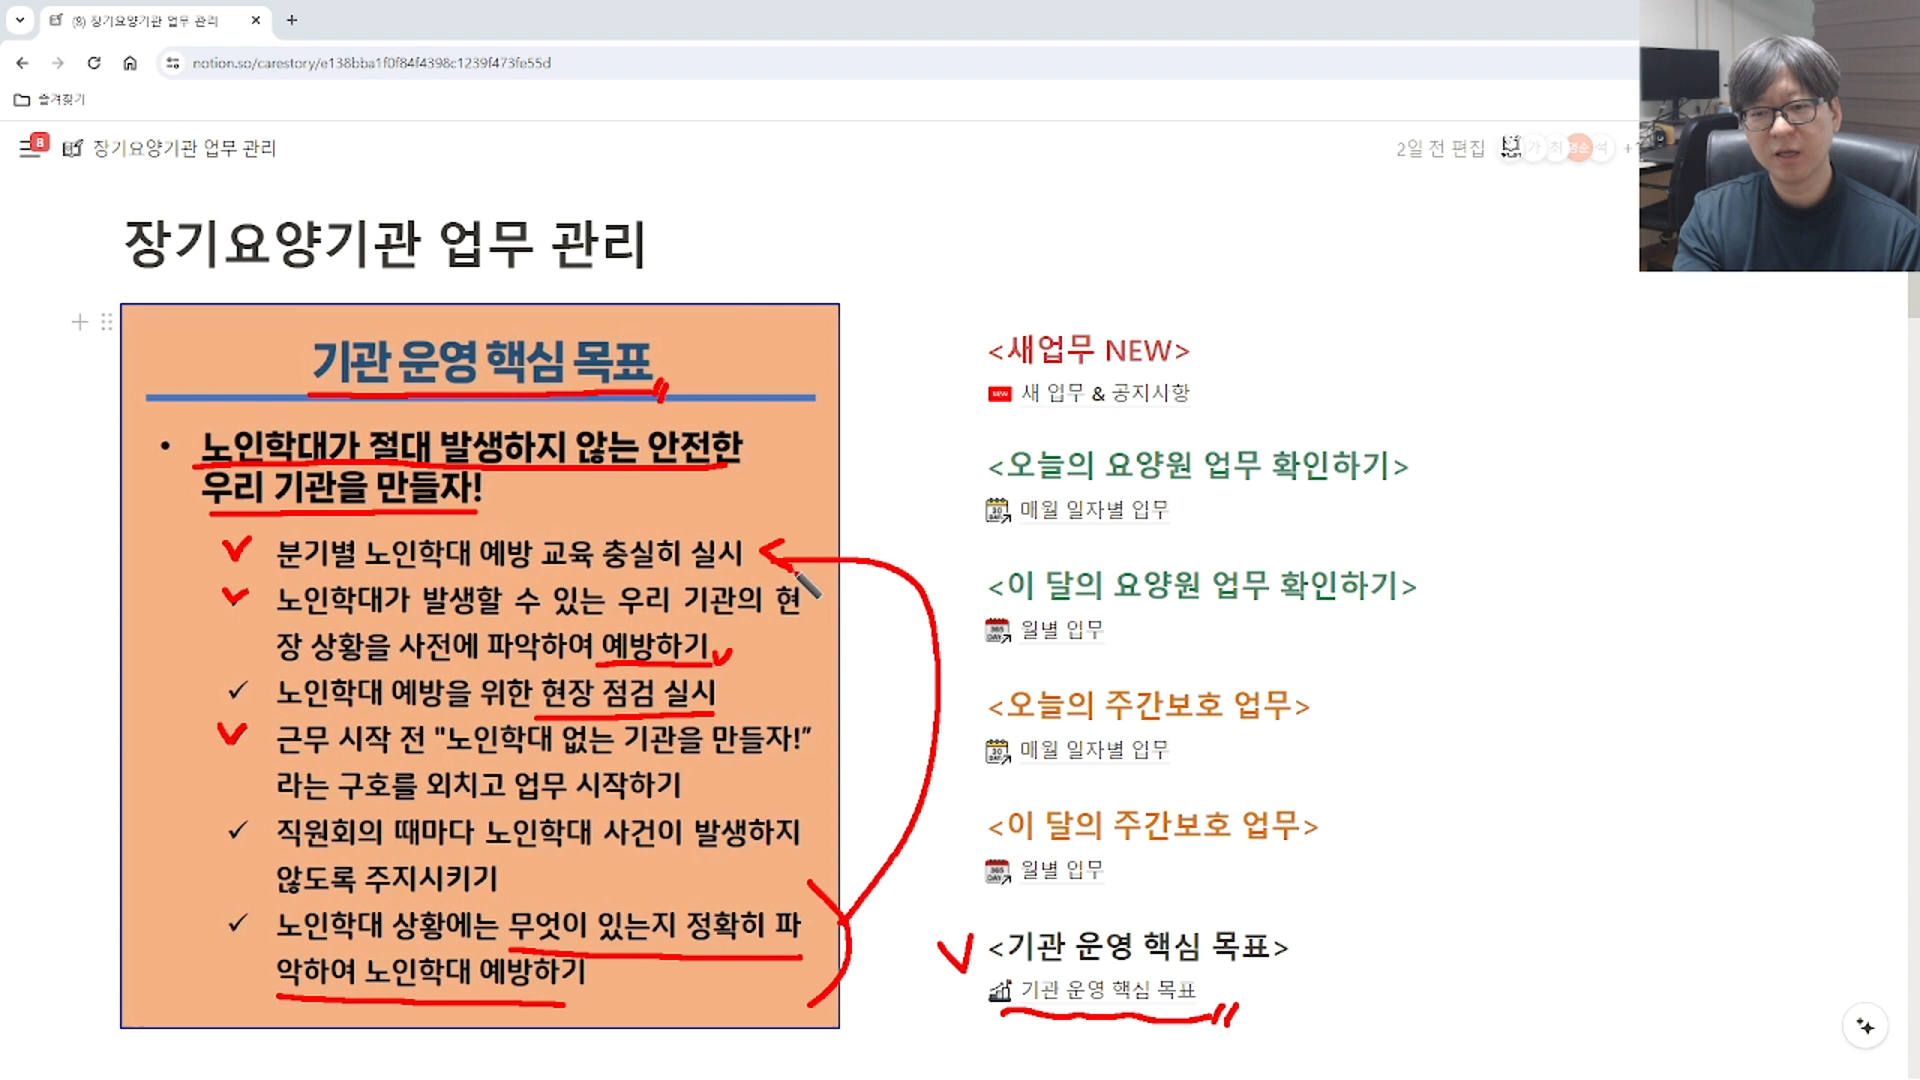 (8) 장기요양기관 업무 관리
notion.so/carestory/e138bba1f0f84f4398c1239f473fe55d
즐겨찾기
8
장기요양기관 업무 관리
2일 전 편집
가 최 영순 석
장기요양기관 업무 관리
기관 운영 핵심 목표
• 노인학대가 절대 발생하지 않는 안전한
우리 기관을 만들자!
분기별 노인학대 예방 교육 충실히 실시
노인학대가 발생할 수 있는 우리 기관의 현
장 상황을 사전에 파악하여 예방하기
노인학대 예방을 위한 현장 점검 실시
근무 시작 전 "노인학대 없는 기관을 만들자!”
라는 구호를 외치고 업무 시작하기
직원회의 때마다 노인학대 사건이 발생하지
않도록 주지시키기
노인학대 상황에는 무엇이 있는지 정확히 파
악하여 노인학대 예방하기
<새업무 NEW>
NEW 새 업무 & 공지시항
<오늘의 요양원 업무 확인하기>
매월 일자별 업무
<이 달의 요양원 업무 확인하기>
월별 업무
<오늘의 주간보호 업무>
매월 일자별 업무
<이 달의 주간보호 업무>
월별 업무
<기관 운영 핵심 목표>
기관 운영 핵심 목표